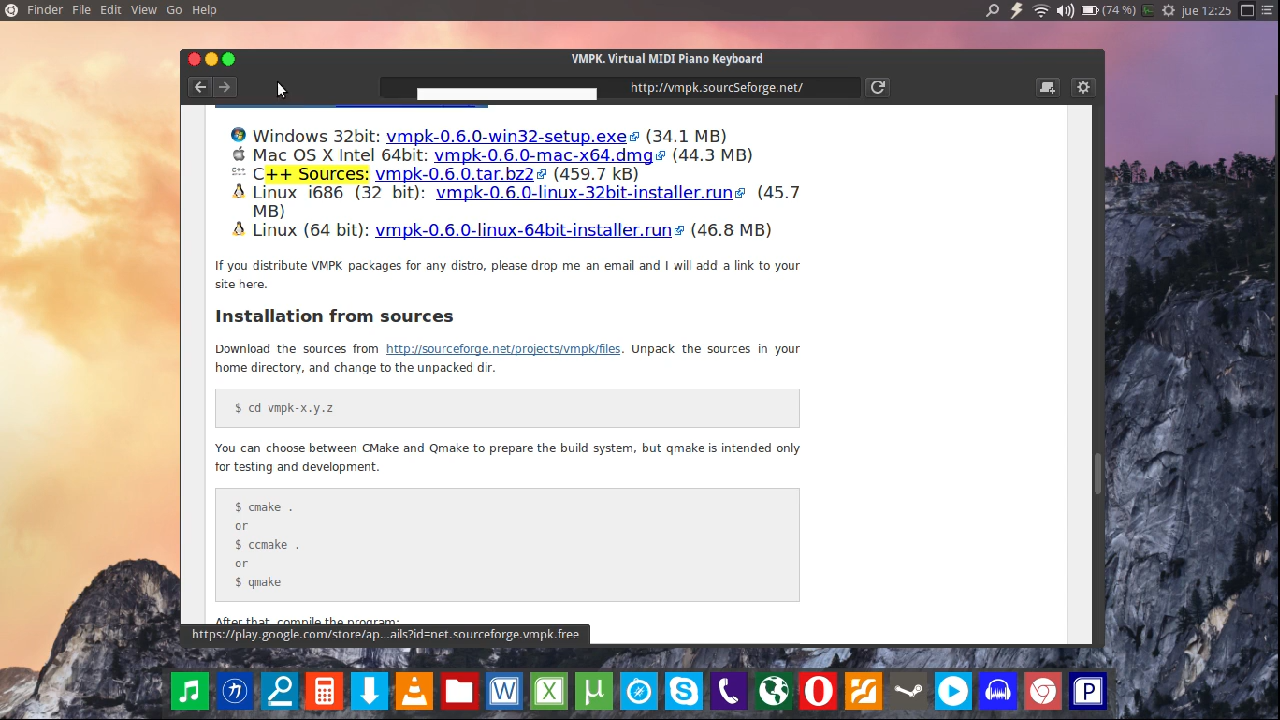 Finder File Edit View Go Help
(74 %) jue 12:25
VMPK. Virtual MIDI Piano Keyboard
http://vmpk.sourcSeforge.net/
Windows 32bit: vmpk-0.6.0-win32-setup.exe (34.1 MB)
Mac OS X Intel 64bit: vmpk-0.6.0-mac-x64.dmg (44.3 MB)
C++ Sources: vmpk-0.6.0.tar.bz2 (459.7 kB)
Linux i686 (32 bit): vmpk-0.6.0-linux-32bit-installer.run (45.7
MB)
Linux (64 bit): vmpk-0.6.0-linux-64bit-installer.run (46.8 MB)
If you distribute VMPK packages for any distro, please drop me an email and I will add a link to your
site here.
Installation from sources
Download the sources from http://sourceforge.net/projects/vmpk/files. Unpack the sources in your
home directory, and change to the unpacked dir.
$ cd vmpk-x.y.z
You can choose between CMake and Qmake to prepare the build system, but qmake is intended only
for testing and development.
$ cmake .
or
$ ccmake .
or
$ qmake
After that, compile the program:
https://play.google.com/store/ap...ails?id=net.sourceforge.vmpk.free